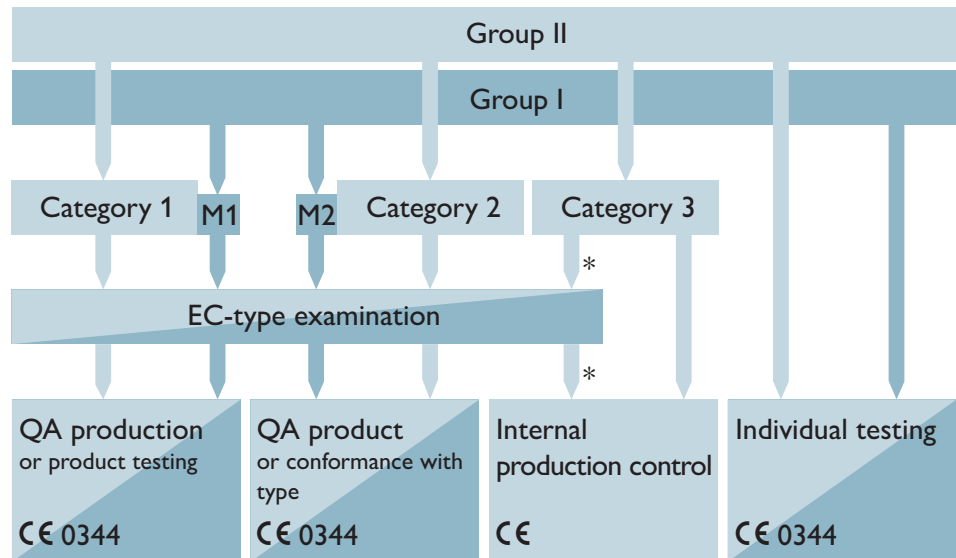 Group II
Group I
Category 1
M1
M2
Category 2
Category 3
*
EC-type examination
*
QA production
or product testing
CE 0344
QA product
or conformance with
type
CE 0344
Internal
production control
CE
Individual testing
CE 0344